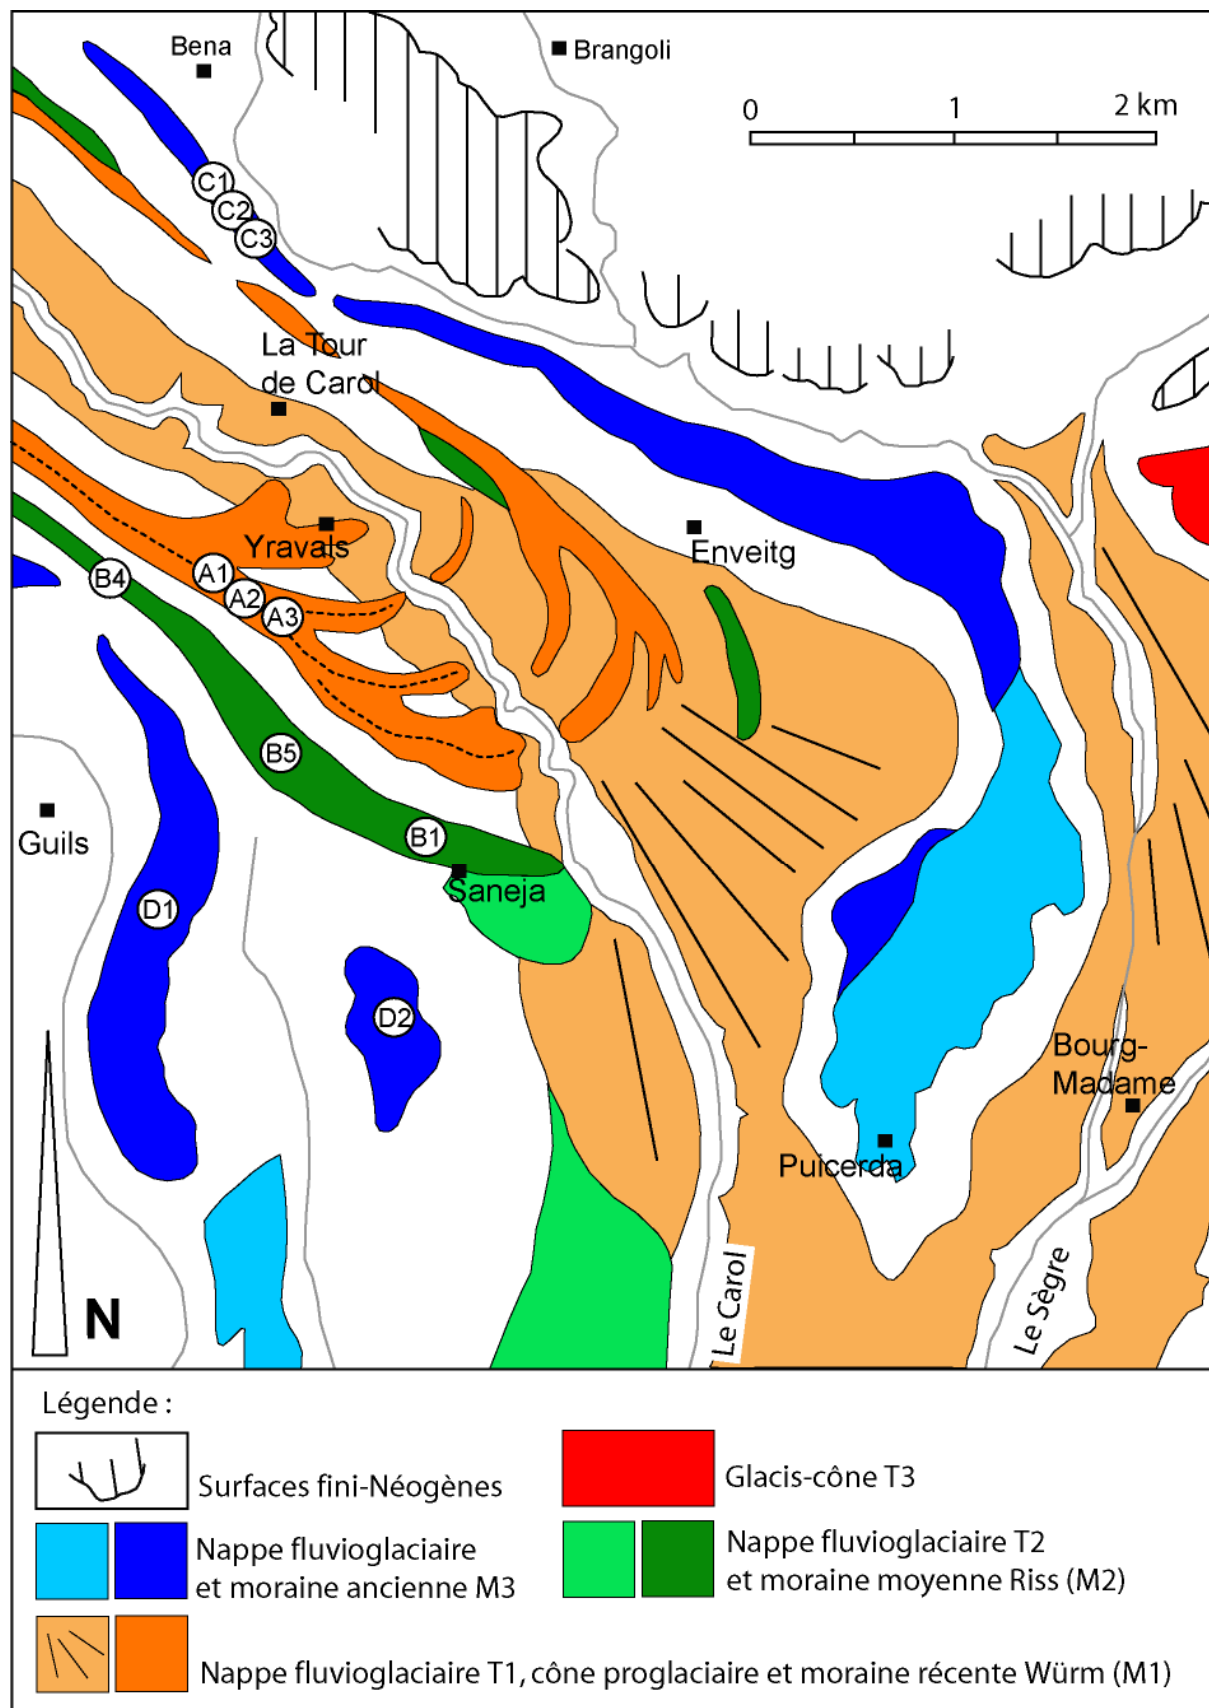 Bena
Brangoli
0 1 2 km
C1
C2
C3
La Tour
de Carol
Yravals
Enveitg
A1
A2
A3
B4
B5
B1
Guils
Saneja
D1
D2
Bourg-
Madame
Puicerda
Le Carol
Le Sègre
N
Légende :
Surfaces fini-Néogènes
Glacis-cône T3
Nappe fluvioglaciaire
et moraine ancienne M3
Nappe fluvioglaciaire T2
et moraine moyenne Riss (M2)
Nappe fluvioglaciaire T1, cône proglaciaire et moraine récente Würm (M1)